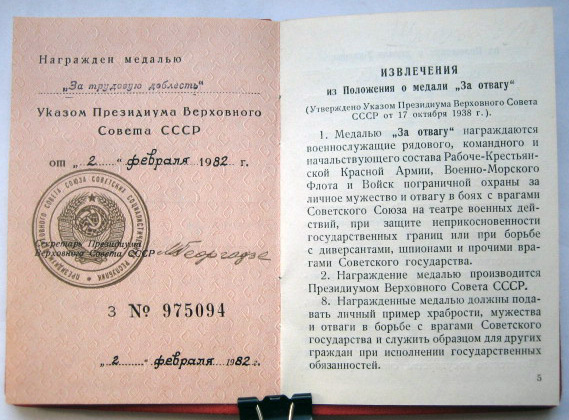 Награжден медалью
„За трудовую доблесть“
Указом Президиума Верховного
Совета СССР
от „2“ февраля 1982 г.
Секретарь Президиума
Верховного Совета СССР
З № 975094
„2“ февраля 1982 г.
ИЗВЛЕЧЕНИЯ
из Положения о медали „За отвагу“
(Утверждено Указом Президиума Верховного Совета
СССР от 17 октября 1938 г.).
1. Медалью „За отвагу“ награждаются
военнослужащие рядового, командного и
начальствующего состава Рабоче-Крестьян-
ской Красной Армии, Военно-Морского
Флота и Войск пограничной охраны за
личное мужество и отвагу в боях с врагами
Советского Союза на театре военных дей-
ствий, при защите неприкосновенности
государственных границ или при борьбе
с диверсантами, шпионами и прочими вра-
гами Советского государства.
2. Награждение медалью производится
Президиумом Верховного Совета СССР.
8. Награжденные медалью должны пода-
вать личный пример храбрости, мужества
и отваги в борьбе с врагами Советского
государства и служить образцом для других
граждан при исполнении государственных
обязанностей.
5